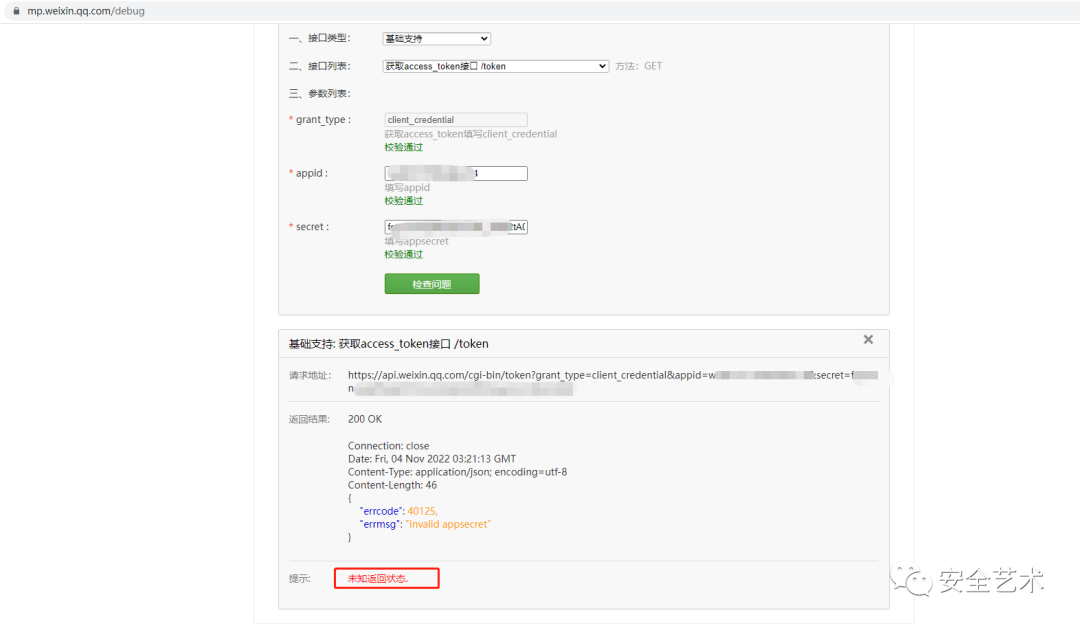 mp.weixin.qq.com/debug
一、接口类型: 基础支持
二、接口列表: 获取access_token接口 /token 方法: GET
三、参数列表:
* grant_type : client_credential
获取access_token填写client_credential
校验通过
* appid :
填写appid
校验通过
* secret : tA0
填写appsecret
校验通过
检查问题
基础支持: 获取access_token接口 /token ×
请求地址: https://api.weixin.qq.com/cgi-bin/token?grant_type=client_credential&appid=w &secret=f
n
返回结果: 200 OK
Connection: close
Date: Fri, 04 Nov 2022 03:21:13 GMT
Content-Type: application/json; encoding=utf-8
Content-Length: 46
{
"errcode": 40125,
"errmsg": "invalid appsecret"
}
提示: 未知返回状态.
安全艺术